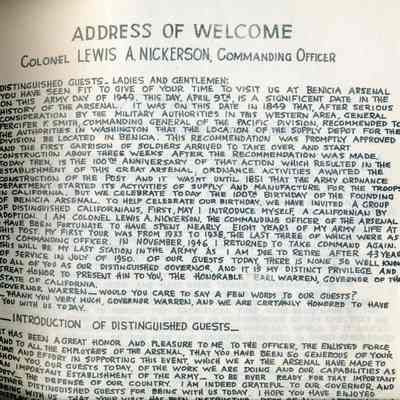 ADDRESS OF WELCOME
COLONEL LEWIS A. NICKERSON, COMMANDING OFFICER
DISTINGUISHED GUESTS_ LADIES AND GENTLEMEN:
YOU HAVE SEEN FIT TO GIVE OF YOUR TIME TO VISIT US AT BENICIA ARSENAL
ON THIS ARMY DAY OF 1949. THIS DAY, APRIL 9TH, IS A SIGNIFICANT DATE IN THE
HISTORY OF THE ARSENAL. IT WAS ON THIS DATE IN 1849 THAT, AFTER SERIOUS
CONSIDERATION BY THE MILITARY AUTHORITIES IN THIS WESTERN AREA, GENERAL
PERCIFER F. SMITH, COMMANDING GENERAL OF THE PACIFIC DIVISION, RECOMMENDED TO
THE AUTHORITIES IN WASHINGTON THAT THE LOCATION OF THE SUPPLY DEPOT FOR THE
DIVISION BE LOCATED IN BENICIA. THIS RECOMMENDATION WAS PROMPTLY APPROVED
AND THE FIRST GARRISON OF SOLDIERS ARRIVED TO TAKE OVER AND START
CONSTRUCTION ABOUT THREE WEEKS AFTER THE RECOMMENDATION WAS MADE.
TODAY THEN, IS THE 100TH ANNIVERSARY OF THAT ACTION WHICH RESULTED IN THE
ESTABLISHMENT OF THIS GREAT ARSENAL. ORDNANCE ACTIVITIES AWAITED THE
CONSTRUCTION OF THE POST AND IT WASN'T UNTIL 1851 THAT THE ARMY ORDNANCE
DEPARTMENT STARTED ITS ACTIVITIES OF SUPPLY AND MANUFACTURE FOR THE TROOPS
IN CALIFORNIA, BUT WE CELEBRATE TODAY THE 100TH BIRTHDAY OF THE FOUNDING
OF BENICIA ARSENAL. TO HELP CELEBRATE OUR BIRTHDAY, WE HAVE INVITED A GROUP
OF DISTINGUISHED CALIFORNIANS, FIRST, MAY I INTRODUCE MYSELF, A CALIFORNIAN BY
ADOPTION. I AM COLONEL LEWIS A. NICKERSON, THE COMMANDING OFFICER OF THE ARSENAL.
I HAVE BEEN FORTUNATE TO HAVE SPENT NEARLY EIGHT YEARS OF MY ARMY LIFE AT
THIS POST. MY FIRST TOUR WAS FROM 1933 TO 1938, THE LAST THREE OF WHICH WERE AS
ITS COMMANDING OFFICER. IN NOVEMBER 1946, I RETURNED TO TAKE COMMAND AGAIN.
THIS WILL BE MY LAST STATION IN THE ARMY AS I AM DUE TO RETIRE AFTER 43 YEARS
OF SERVICE IN JULY OF 1950. OF OUR GUESTS TODAY, THERE IS NONE SO WELL KNOWN
TO ALL OF YOU AS OUR DISTINGUISHED GOVERNOR, AND IT IS MY DISTINCT PRIVILEGE AND
GREAT HONOR TO PRESENT HIM TO YOU, THE HONORABLE EARL WARREN, GOVERNOR OF THE
STATE OF CALIFORNIA.
GOVERNOR WARREN_ WOULD YOU CARE TO SAY A FEW WORDS TO OUR GUESTS?
THANK YOU VERY MUCH, GOVERNOR WARREN, AND WE ARE CERTAINLY HONORED TO HAVE
YOU WITH US TODAY.
—INTRODUCTION OF DISTINGUISHED GUESTS_
IT HAS BEEN A GREAT HONOR AND PLEASURE TO ME, TO THE OFFICER, THE ENLISTED FORCE
AND TO ALL THE EMPLOYEES OF THE ARSENAL, THAT YOU HAVE BEEN SO GENEROUS OF YOUR
TIME AND EFFORT IN SUPPORTING THIS EVENT, WHICH WE AT THE ARSENAL HAVE MADE TO
SHOW YOU, OUR GUESTS TODAY, OF THE WORK WE ARE DOING AND OUR CAPABILITIES AS
AN IMPORTANT ESTABLISHMENT OF THE ARMY_ TO BE EVER READY FOR THAT IMPORTANT
THE DEFENSE OF OUR COUNTRY. I AM INDEED GRATEFUL TO OUR GOVERNOR, AND
OTHER DISTINGUISHED GUESTS FOR BEING WITH US TODAY. I HOPE YOU HAVE ENJOYED